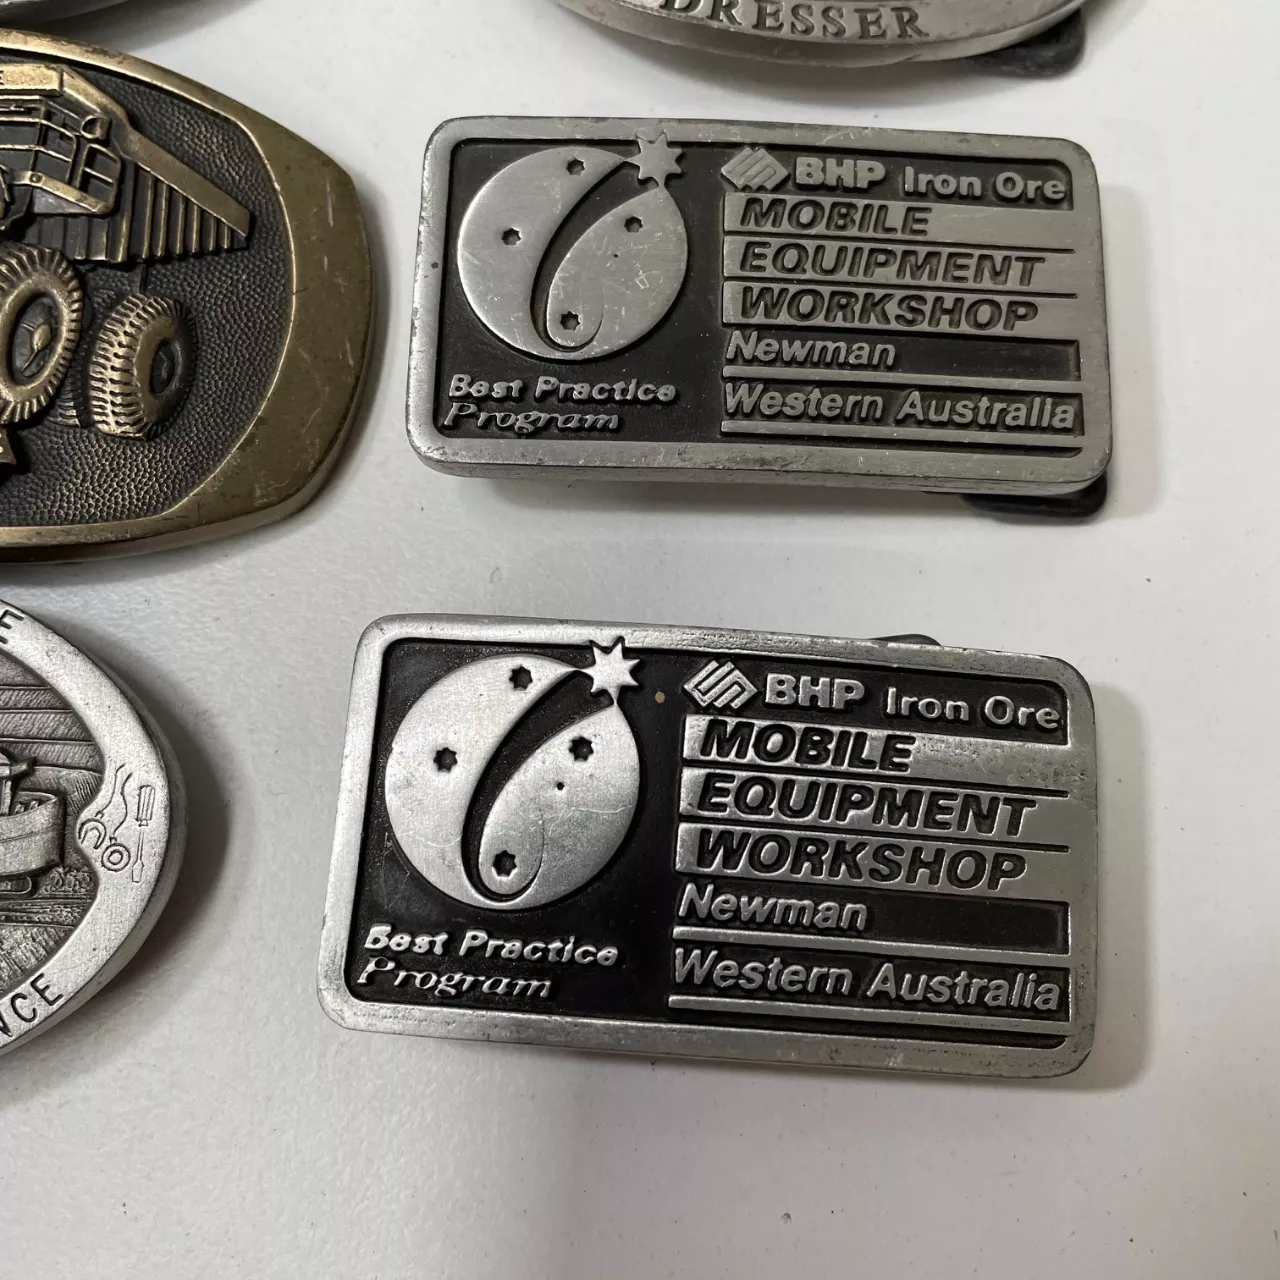 DRESSER
BHP Iron Ore
MOBILE
EQUIPMENT
WORKSHOP
Newman
Western Australia
Best Practice
Program
BHP Iron Ore
MOBILE
EQUIPMENT
WORKSHOP
Newman
Western Australia
Best Practice
Program